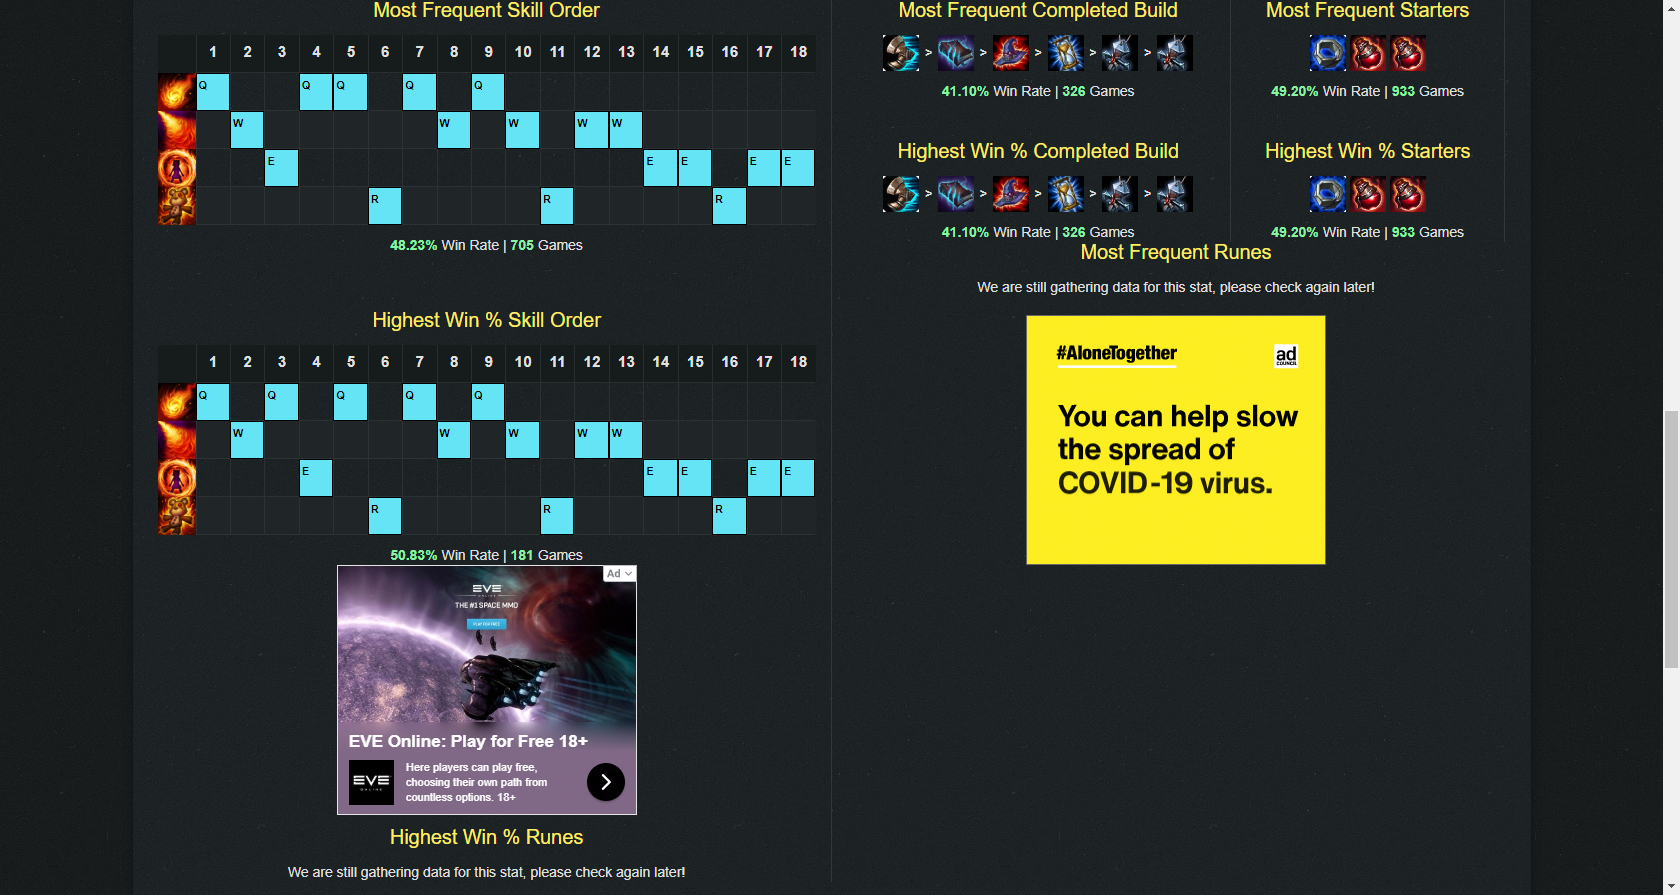 Most Frequent Skill Order
1 2 3 4 5 6 7 8 9 10 11 12 13 14 15 16 17 18
Q Q Q Q Q
W W W W W
E E E E E
R R R
48.23% Win Rate | 705 Games
Highest Win % Skill Order
1 2 3 4 5 6 7 8 9 10 11 12 13 14 15 16 17 18
Q Q Q Q Q
W W W W W
E E E E E
R R R
50.83% Win Rate | 181 Games
Ad
EVE
ONLINE
THE #1 SPACE MMO
PLAY FOR FREE
EVE Online: Play for Free 18+
EVE
ONLINE
Here players can play free,
choosing their own path from
countless options. 18+
Highest Win % Runes
We are still gathering data for this stat, please check again later!
Most Frequent Completed Build
> > > > >
41.10% Win Rate | 326 Games
Most Frequent Starters
49.20% Win Rate | 933 Games
Highest Win % Completed Build
> > > > >
41.10% Win Rate | 326 Games
Highest Win % Starters
49.20% Win Rate | 933 Games
Most Frequent Runes
We are still gathering data for this stat, please check again later!
#AloneTogether
ad
COUNCIL
You can help slow
the spread of
COVID-19 virus.